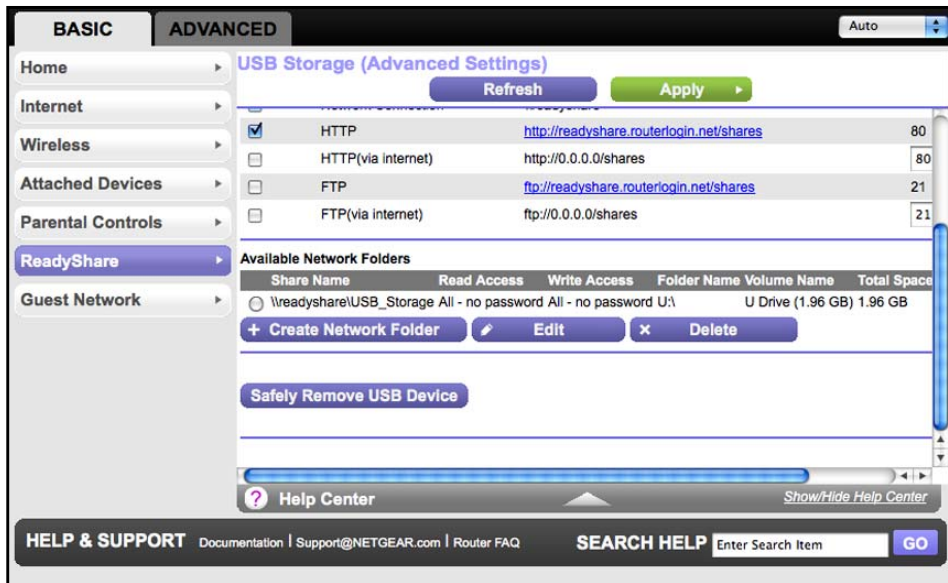 BASIC
ADVANCED
Auto
Home
Internet
Wireless
Attached Devices
Parental Controls
ReadyShare
Guest Network
USB Storage (Advanced Settings)
Refresh
Apply
HTTP http://readyshare.routerlogin.net/shares 80
HTTP(via internet) http://0.0.0.0/shares 80
FTP ftp://readyshare.routerlogin.net/shares 21
FTP(via internet) ftp://0.0.0.0/shares 21
Available Network Folders
Share Name Read Access Write Access Folder Name Volume Name Total Space
\\readyshare\USB_Storage All - no password All - no password U:\ U Drive (1.96 GB) 1.96 GB
+ Create Network Folder
Edit
× Delete
Safely Remove USB Device
? Help Center
Show/Hide Help Center
HELP & SUPPORT Documentation | Support@NETGEAR.com | Router FAQ
SEARCH HELP Enter Search Item GO